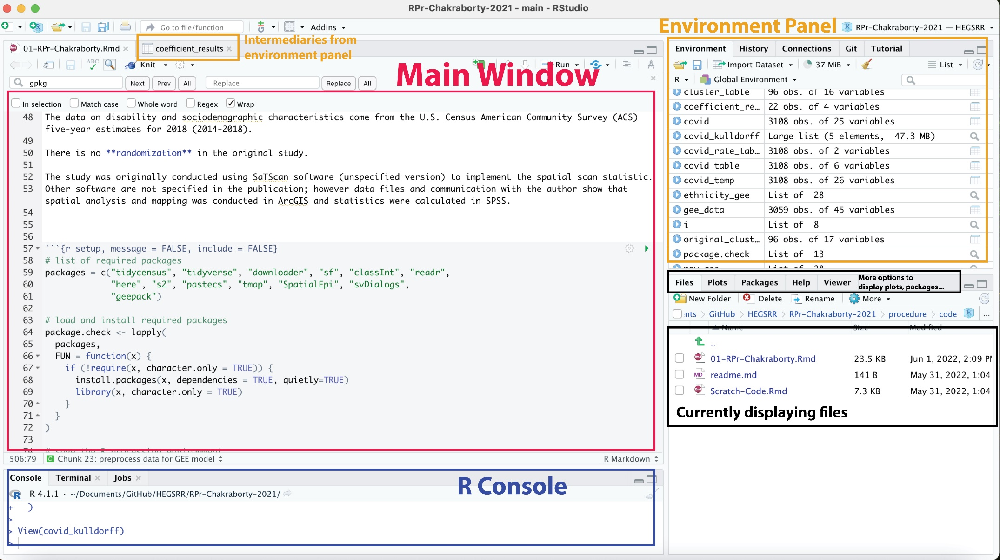 RPr-Chakraborty-2021 - main - RStudio
Go to file/function
Addins
Environment Panel
RPr-Chakraborty-2021 — HEGSRR
01-RPr-Chakraborty.Rmd
coefficient_results
Intermediaries from
environment panel
ABC
Knit
Run
Main Window
gpkg
Next
Prev
All
Replace
Replace
All
In selection
Match case
Whole word
Regex
Wrap
48 The data on disability and sociodemographic characteristics come from the U.S. Census American Community Survey (ACS)
five-year estimates for 2018 (2014-2018).
49
50 There is no **randomization** in the original study.
51
52 The study was originally conducted using SaTScan software (unspecified version) to implement the spatial scan statistic.
53 Other software are not specified in the publication; however data files and communication with the author show that
spatial analysis and mapping was conducted in ArcGIS and statistics were calculated in SPSS.
54
55
56
57 ```{r setup, message = FALSE, include = FALSE}
58 # list of required packages
59 packages = c("tidycensus", "tidyverse", "downloader", "sf", "classInt", "readr",
60 "here", "s2", "pastecs", "tmap", "SpatialEpi", "svDialogs",
61 "geepack")
62
63 # load and install required packages
64 package.check <- lapply(
65 packages,
66 FUN = function(x) {
67 if (!require(x, character.only = TRUE)) {
68 install.packages(x, dependencies = TRUE, quietly=TRUE)
69 library(x, character.only = TRUE)
70 }
71 }
72 )
73
74 # save the R processing environment
506:79
C Chunk 23: preprocess data for GEE model
R Markdown
Console
Terminal
Jobs
R Console
R R 4.1.1 · ~/Documents/GitHub/HEGSRR/RPr-Chakraborty-2021/
+ )
>
> View(covid_kulldorff)
>
Environment
History
Connections
Git
Tutorial
Import Dataset
37 MiB
List
R
Global Environment
cluster_table 96 obs. of 16 variables
coefficient_re… 22 obs. of 4 variables
covid 3108 obs. of 25 variables
covid_kulldorff Large list (5 elements, 47.3 MB)
covid_rate_tab… 3108 obs. of 2 variables
covid_table 3108 obs. of 6 variables
covid_temp 3108 obs. of 26 variables
ethnicity_gee List of 28
gee_data 3059 obs. of 45 variables
i List of 8
original_clust… 96 obs. of 17 variables
package.check List of 13
pov_gee List of 28
Files
Plots
Packages
Help
Viewer
More options to
display plots, packages...
New Folder
Delete
Rename
More
nts > GitHub > HEGSRR > RPr-Chakraborty-2021 > procedure > code
R
...
Name Size Modified
..
Rmd 01-RPr-Chakraborty.Rmd 23.5 KB Jun 1, 2022, 2:09 PM
MD readme.md 141 B May 31, 2022, 1:04
Rmd Scratch-Code.Rmd 7.3 KB May 31, 2022, 1:04
Currently displaying files